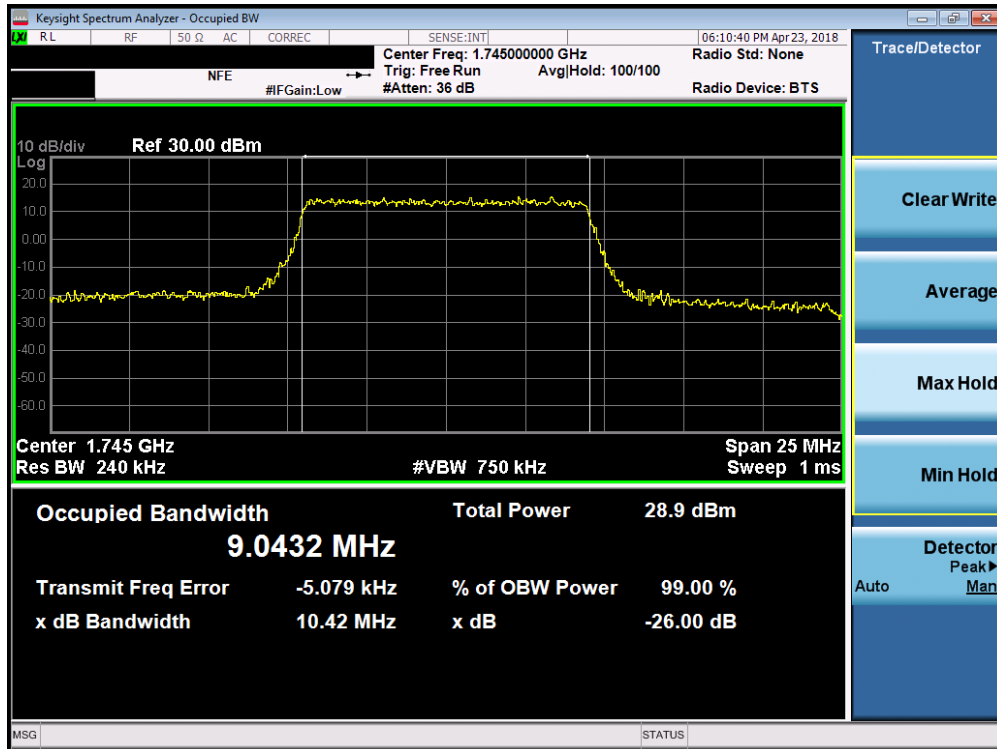 Keysight Spectrum Analyzer - Occupied BW
LXI RL RF 50 Ω AC CORREC SENSE:INT 06:10:40 PM Apr 23, 2018
Center Freq: 1.745000000 GHz Radio Std: None
NFE Trig: Free Run Avg|Hold: 100/100
#IFGain:Low #Atten: 36 dB Radio Device: BTS
10 dB/div Ref 30.00 dBm
Log
20.0
10.0
0.00
-10.0
-20.0
-30.0
-40.0
-50.0
-60.0
Center 1.745 GHz Span 25 MHz
Res BW 240 kHz #VBW 750 kHz Sweep 1 ms
Occupied Bandwidth Total Power 28.9 dBm
9.0432 MHz
Transmit Freq Error -5.079 kHz % of OBW Power 99.00 %
x dB Bandwidth 10.42 MHz x dB -26.00 dB
MSG STATUS
Trace/Detector
Clear Write
Average
Max Hold
Min Hold
Detector
Peak▶
Auto Man